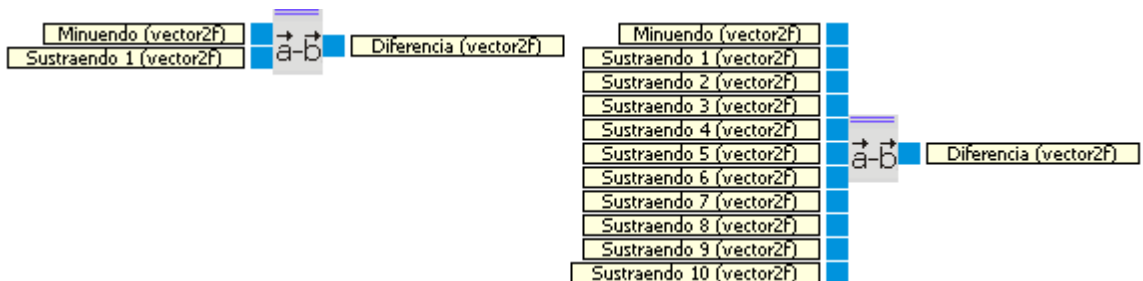 Minuendo (vector2f)
Sustraendo 1 (vector2f)
a-b
Diferencia (vector2f)
Minuendo (vector2f)
Sustraendo 1 (vector2f)
Sustraendo 2 (vector2f)
Sustraendo 3 (vector2f)
Sustraendo 4 (vector2f)
Sustraendo 5 (vector2f)
Sustraendo 6 (vector2f)
Sustraendo 7 (vector2f)
Sustraendo 8 (vector2f)
Sustraendo 9 (vector2f)
Sustraendo 10 (vector2f)
a-b
Diferencia (vector2f)